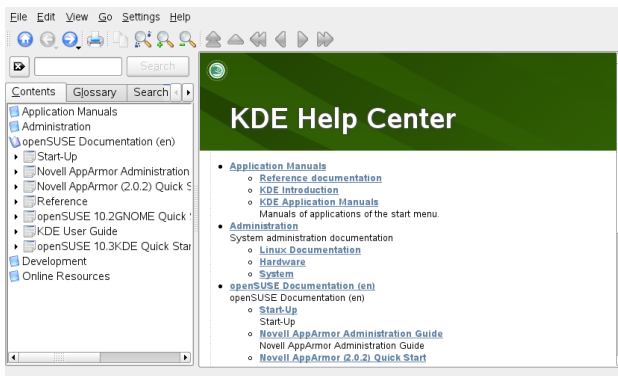 File Edit View Go Settings Help
Search
Contents Glossary Search
Application Manuals
Administration
openSUSE Documentation (en)
Start-Up
Novell AppArmor Administration
Novell AppArmor (2.0.2) Quick S
Reference
openSUSE 10.2GNOME Quick
KDE User Guide
openSUSE 10.3KDE Quick Star
Development
Online Resources
KDE Help Center
Application Manuals
Reference documentation
KDE Introduction
KDE Application Manuals
Manuals of applications of the start menu.
Administration
System administration documentation
Linux Documentation
Hardware
System
openSUSE Documentation (en)
openSUSE Documentation (en)
Start-Up
Start-Up
Novell AppArmor Administration Guide
Novell AppArmor Administration Guide
Novell AppArmor (2.0.2) Quick Start